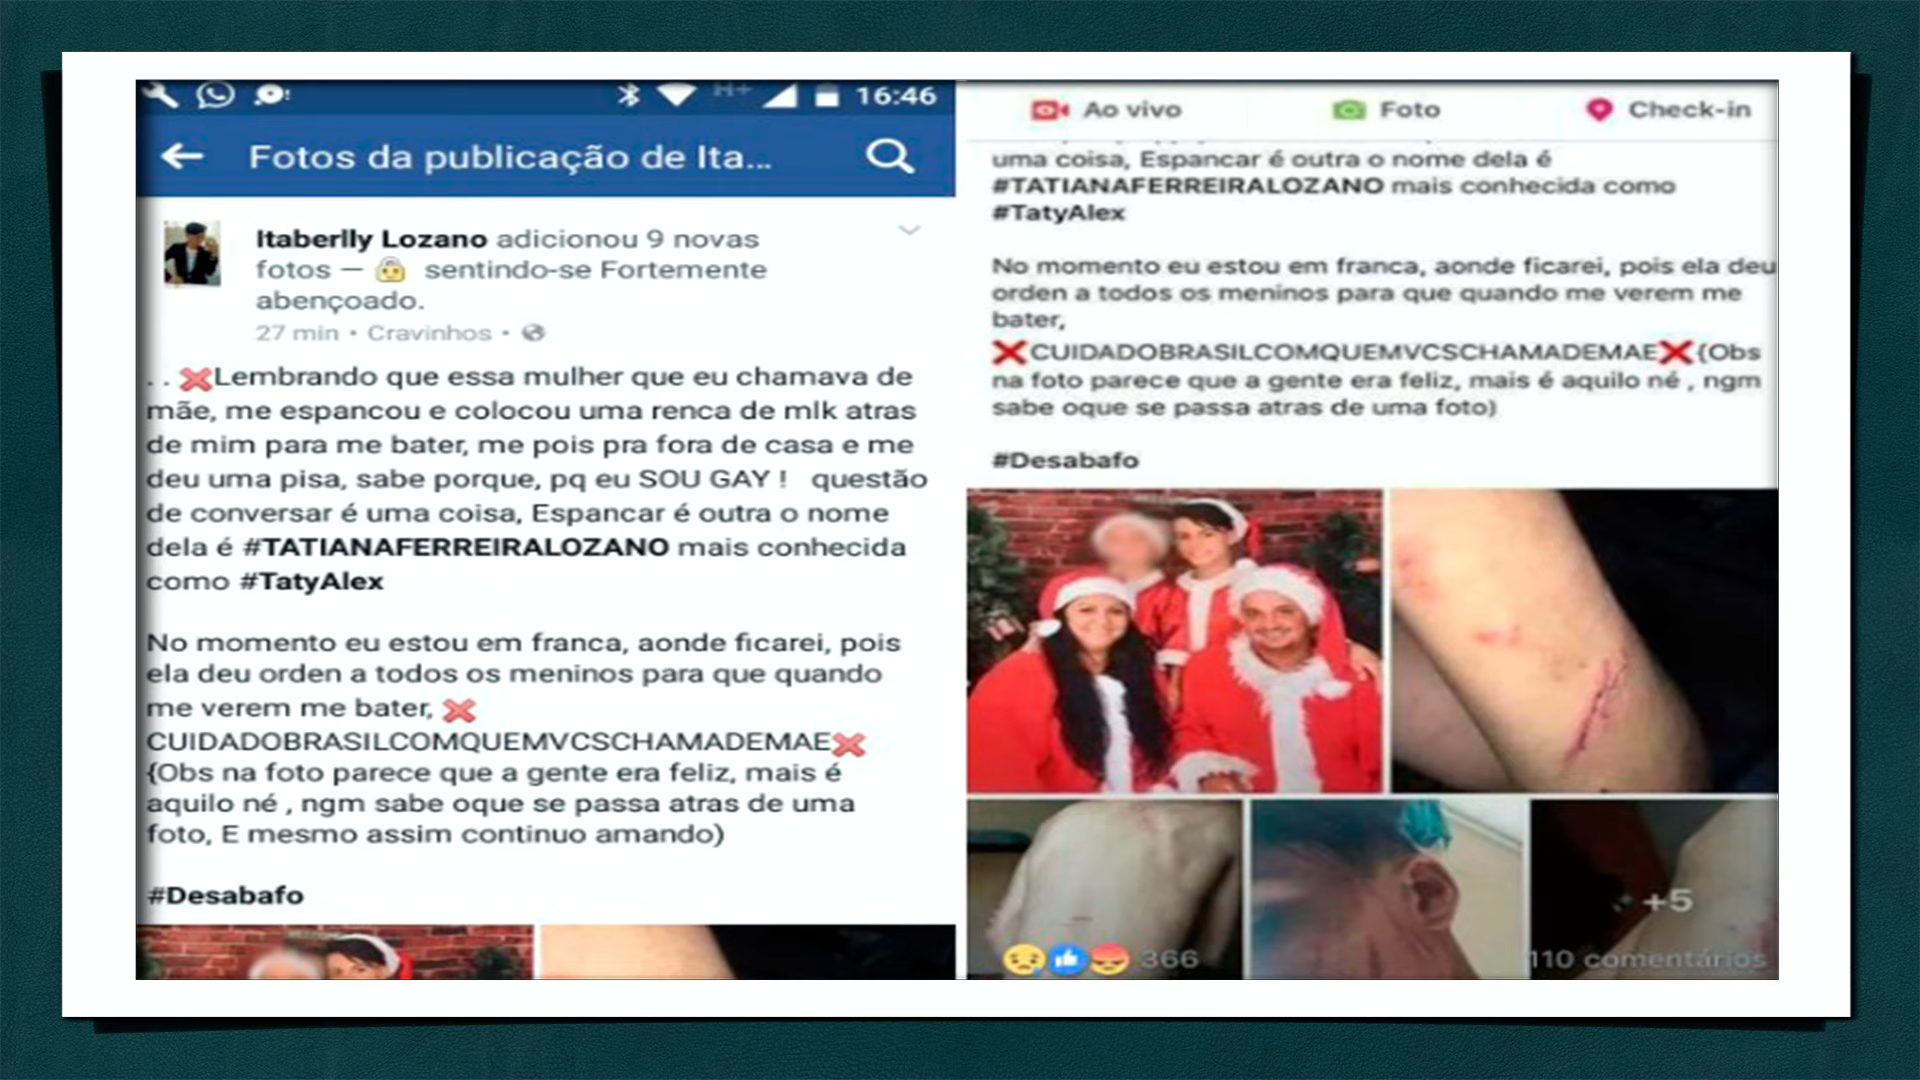 16:46
Fotos da publicação de Ita...
Itaberlly Lozano adicionou 9 novas
fotos — sentindo-se Fortemente
abençoado.
27 min • Cravinhos •
. . ❌Lembrando que essa mulher que eu chamava de
mãe, me espancou e colocou uma renca de mlk atras
de mim para me bater, me pois pra fora de casa e me
deu uma pisa, sabe porque, pq eu SOU GAY ! questão
de conversar é uma coisa, Espancar é outra o nome
dela é #TATIANAFERREIRALOZANO mais conhecida
como #TatyAlex
No momento eu estou em franca, aonde ficarei, pois
ela deu orden a todos os meninos para que quando
me verem me bater, ❌
CUIDADOBRASILCOMQUEMVCSCHAMADEMAE❌
{Obs na foto parece que a gente era feliz, mais é
aquilo né , ngm sabe oque se passa atras de uma
foto, E mesmo assim continuo amando)
#Desabafo
Ao vivo Foto Check-in
uma coisa, Espancar é outra o nome dela é
#TATIANAFERREIRALOZANO mais conhecida como
#TatyAlex
No momento eu estou em franca, aonde ficarei, pois ela deu
orden a todos os meninos para que quando me verem me
bater,
❌CUIDADOBRASILCOMQUEMVCSCHAMADEMAE❌{Obs
na foto parece que a gente era feliz, mais é aquilo né , ngm
sabe oque se passa atras de uma foto)
#Desabafo
+5
366
110 comentários